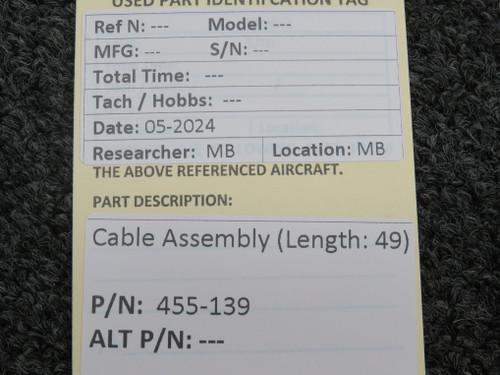 USED PART IDENTIFCATION TAG
Ref N: --- Model: ---
MFG: --- S/N: ---
Total Time: ---
Tach / Hobbs: ---
Date: 05-2024
Researcher: MB Location: MB
THE ABOVE REFERENCED AIRCRAFT.
PART DESCRIPTION:
Cable Assembly (Length: 49)
P/N: 455-139
ALT P/N: ---